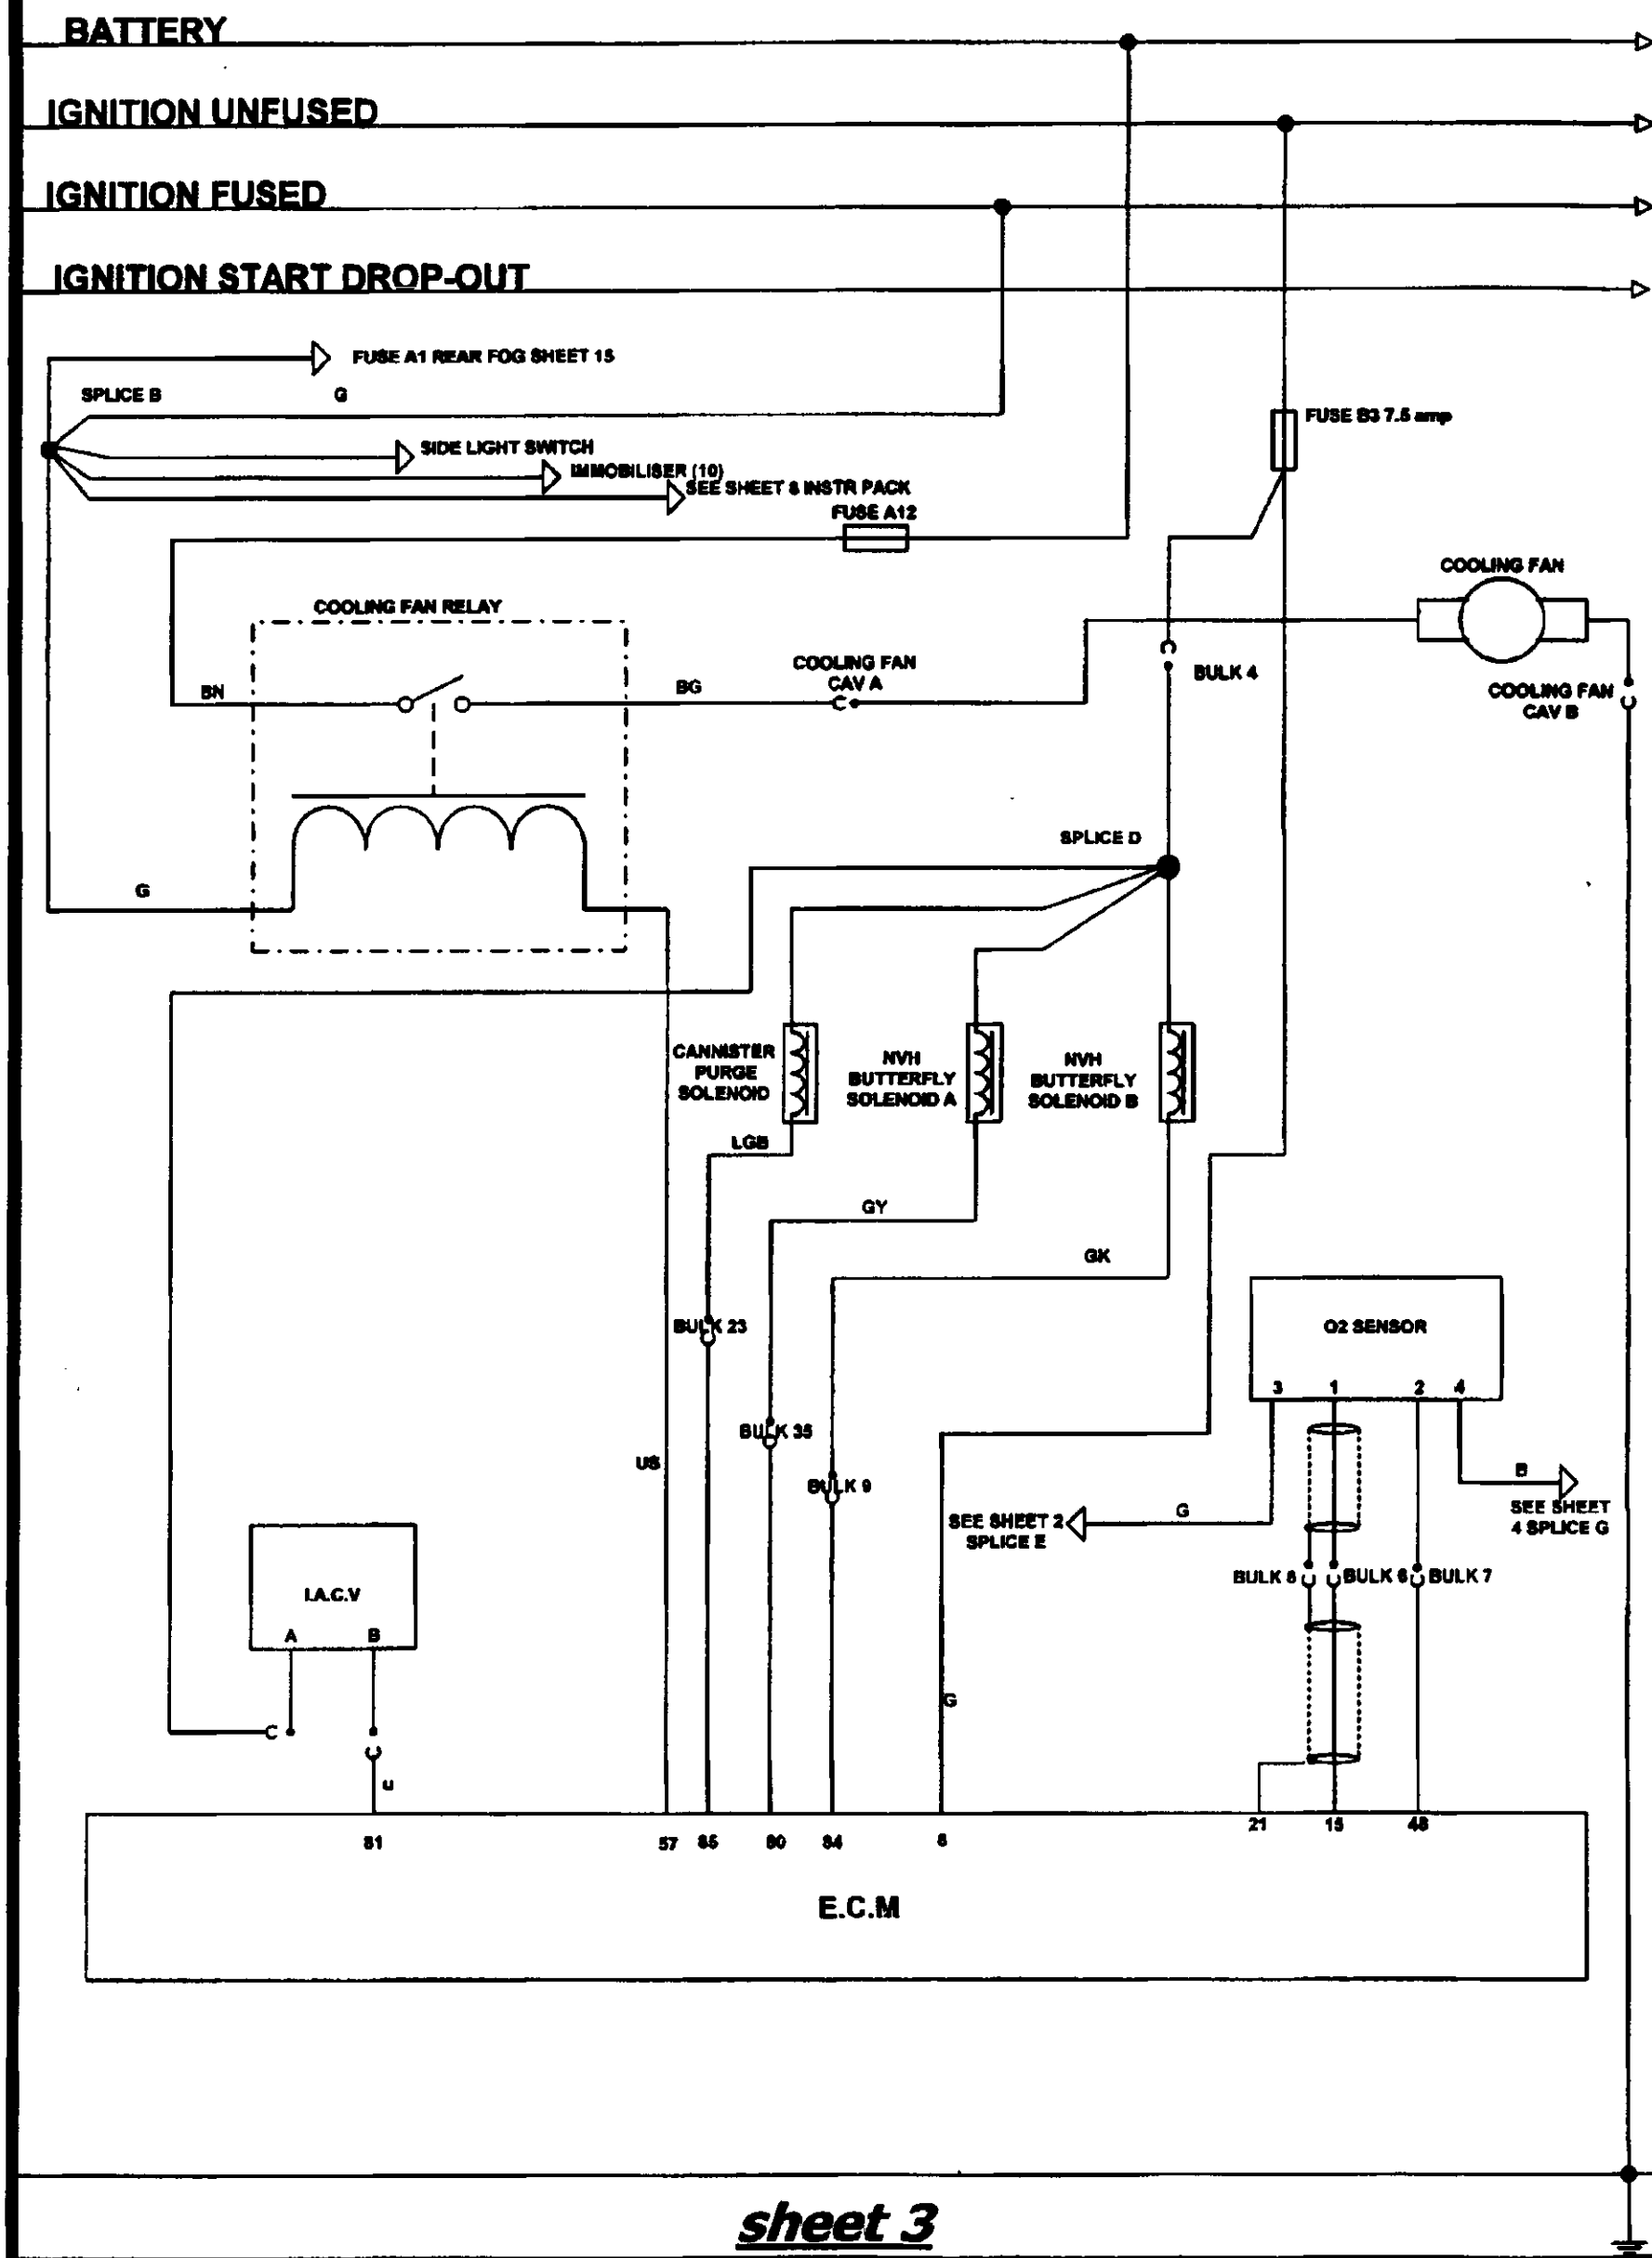 BATTERY
IGNITION UNFUSED
IGNITION FUSED
IGNITION START DROP-OUT
FUSE A1 REAR FOG SHEET 15
SPLICE B
G
FUSE B3 7.5 amp
SIDE LIGHT SWITCH
IMMOBILISER (10)
SEE SHEET 8 INSTR PACK
FUSE A12
COOLING FAN
COOLING FAN RELAY
COOLING FAN
CAV A
BULK 4
BN
BG
COOLING FAN
CAV B
SPLICE D
G
CANNISTER
PURGE
SOLENOID
NVH
BUTTERFLY
SOLENOID A
NVH
BUTTERFLY
SOLENOID B
LGB
GY
GK
BULK 23
O2 SENSOR
3 1 2 4
BULK 35
US
BULK 9
B
SEE SHEET
4 SPLICE G
G
SEE SHEET 2
SPLICE E
BULK 8
BULK 6
BULK 7
I.A.C.V
A B
G
u
81 57 85 80 84 6 21 15 48
E.C.M
sheet 3